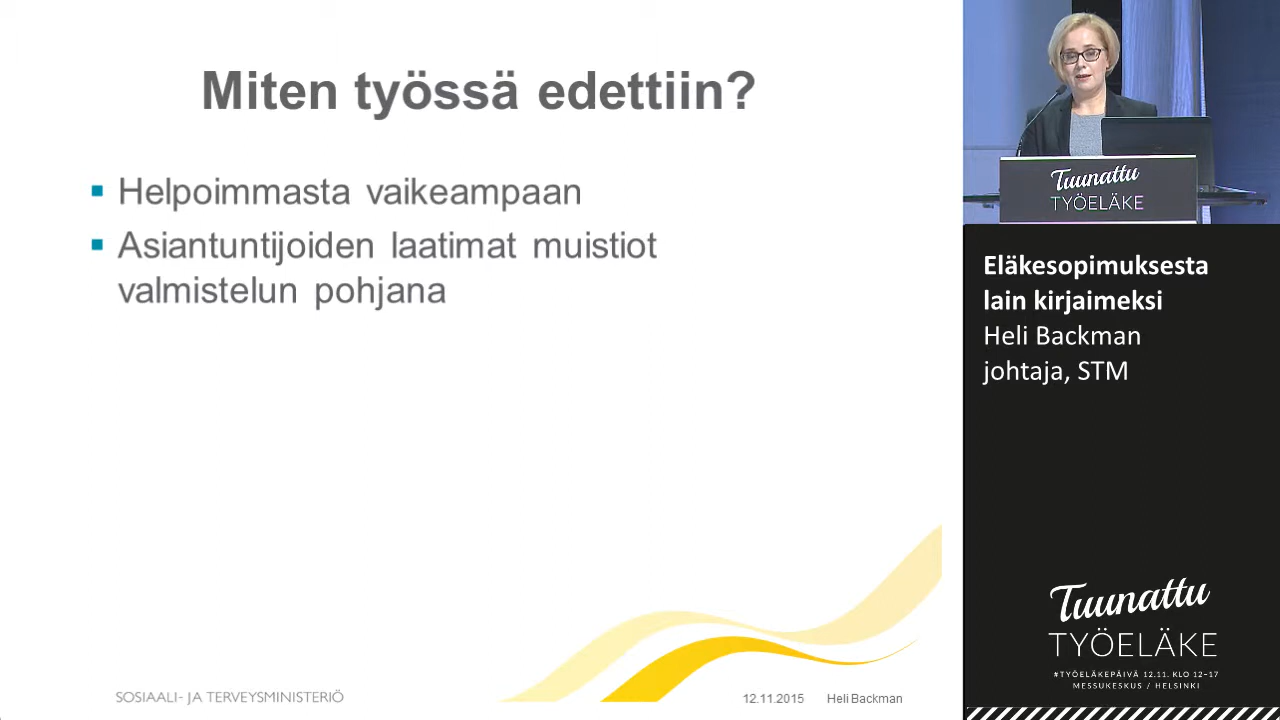 Miten työssä edettiin?
Helpoimmasta vaikeampaan
Asiantuntijoiden laatimat muistiot
valmistelun pohjana
SOSIAALI- JA TERVEYSMINISTERIÖ
12.11.2015 Heli Backman
Tuunattu
TYÖELÄKE
Eläkesopimuksesta
lain kirjaimeksi
Heli Backman
johtaja, STM
Tuunattu
TYÖELÄKE
#TYÖELÄKEPÄIVÄ 12.11. KLO 12-17
MESSUKESKUS / HELSINKI